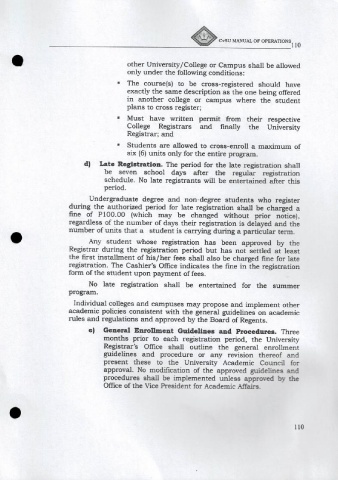 CvSU MANUAL OF OPERATIONS 110
other University/College or Campus shall be allowed
only under the following conditions:
* The course(s) to be cross-registered should have
exactly the same description as the one being offered
in another college or campus where the student
plans to cross register;
* Must have written permit from their respective
College Registrars and finally the University
Registrar; and
* Students are allowed to cross-enroll a maximum of
six (6) units only for the entire program.
d) Late Registration. The period for the late registration shall
be seven school days after the regular registration
schedule. No late registrants will be entertained after this
period.
Undergraduate degree and non-degree students who register
during the authorized period for late registration shall be charged a
fine of P100.00 (which may be changed without prior notice),
regardless of the number of days their registration is delayed and the
number of units that a student is carrying during a particular term.
Any student whose registration has been approved by the
Registrar during the registration period but has not settled at least
the first installment of his/her fees shall also be charged fine for late
registration. The Cashier's Office indicates the fine in the registration
form of the student upon payment of fees.
No late registration shall be entertained for the summer
program.
Individual colleges and campuses may propose and implement other
academic policies consistent with the general guidelines on academic
rules and regulations and approved by the Board of Regents.
e) General Enrollment Guidelines and Procedures. Three
months prior to each registration period, the University
Registrar's Office shall outline the general enrollment
guidelines and procedure or any revision thereof and
present these to the University Academic Council for
approval. No modification of the approved guidelines and
procedures shall be implemented unless approved by the
Office of the Vice President for Academic Affairs.
110